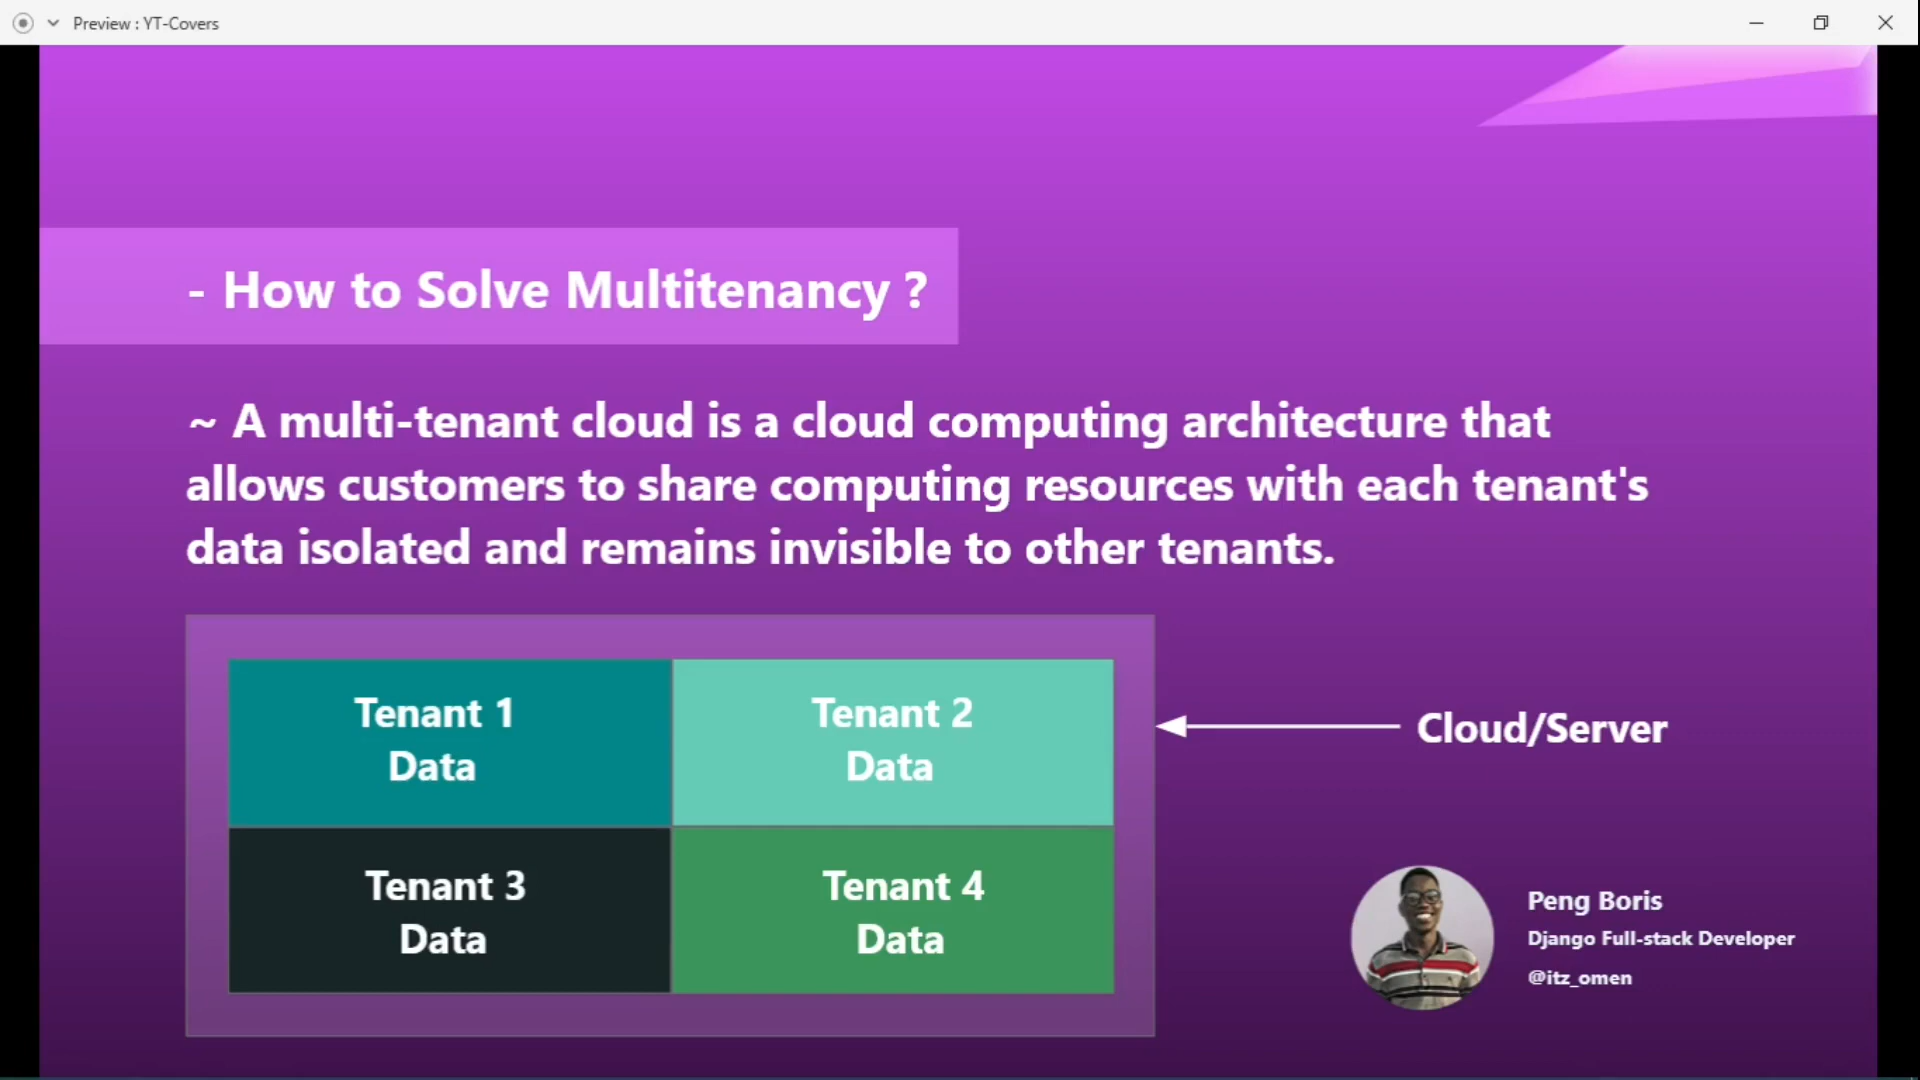 Preview : YT-Covers
- How to Solve Multitenancy ?
~ A multi-tenant cloud is a cloud computing architecture that
allows customers to share computing resources with each tenant's
data isolated and remains invisible to other tenants.
Tenant 1
Data
Tenant 2
Data
Cloud/Server
Tenant 3
Data
Tenant 4
Data
Peng Boris
Django Full-stack Developer
@itz_omen